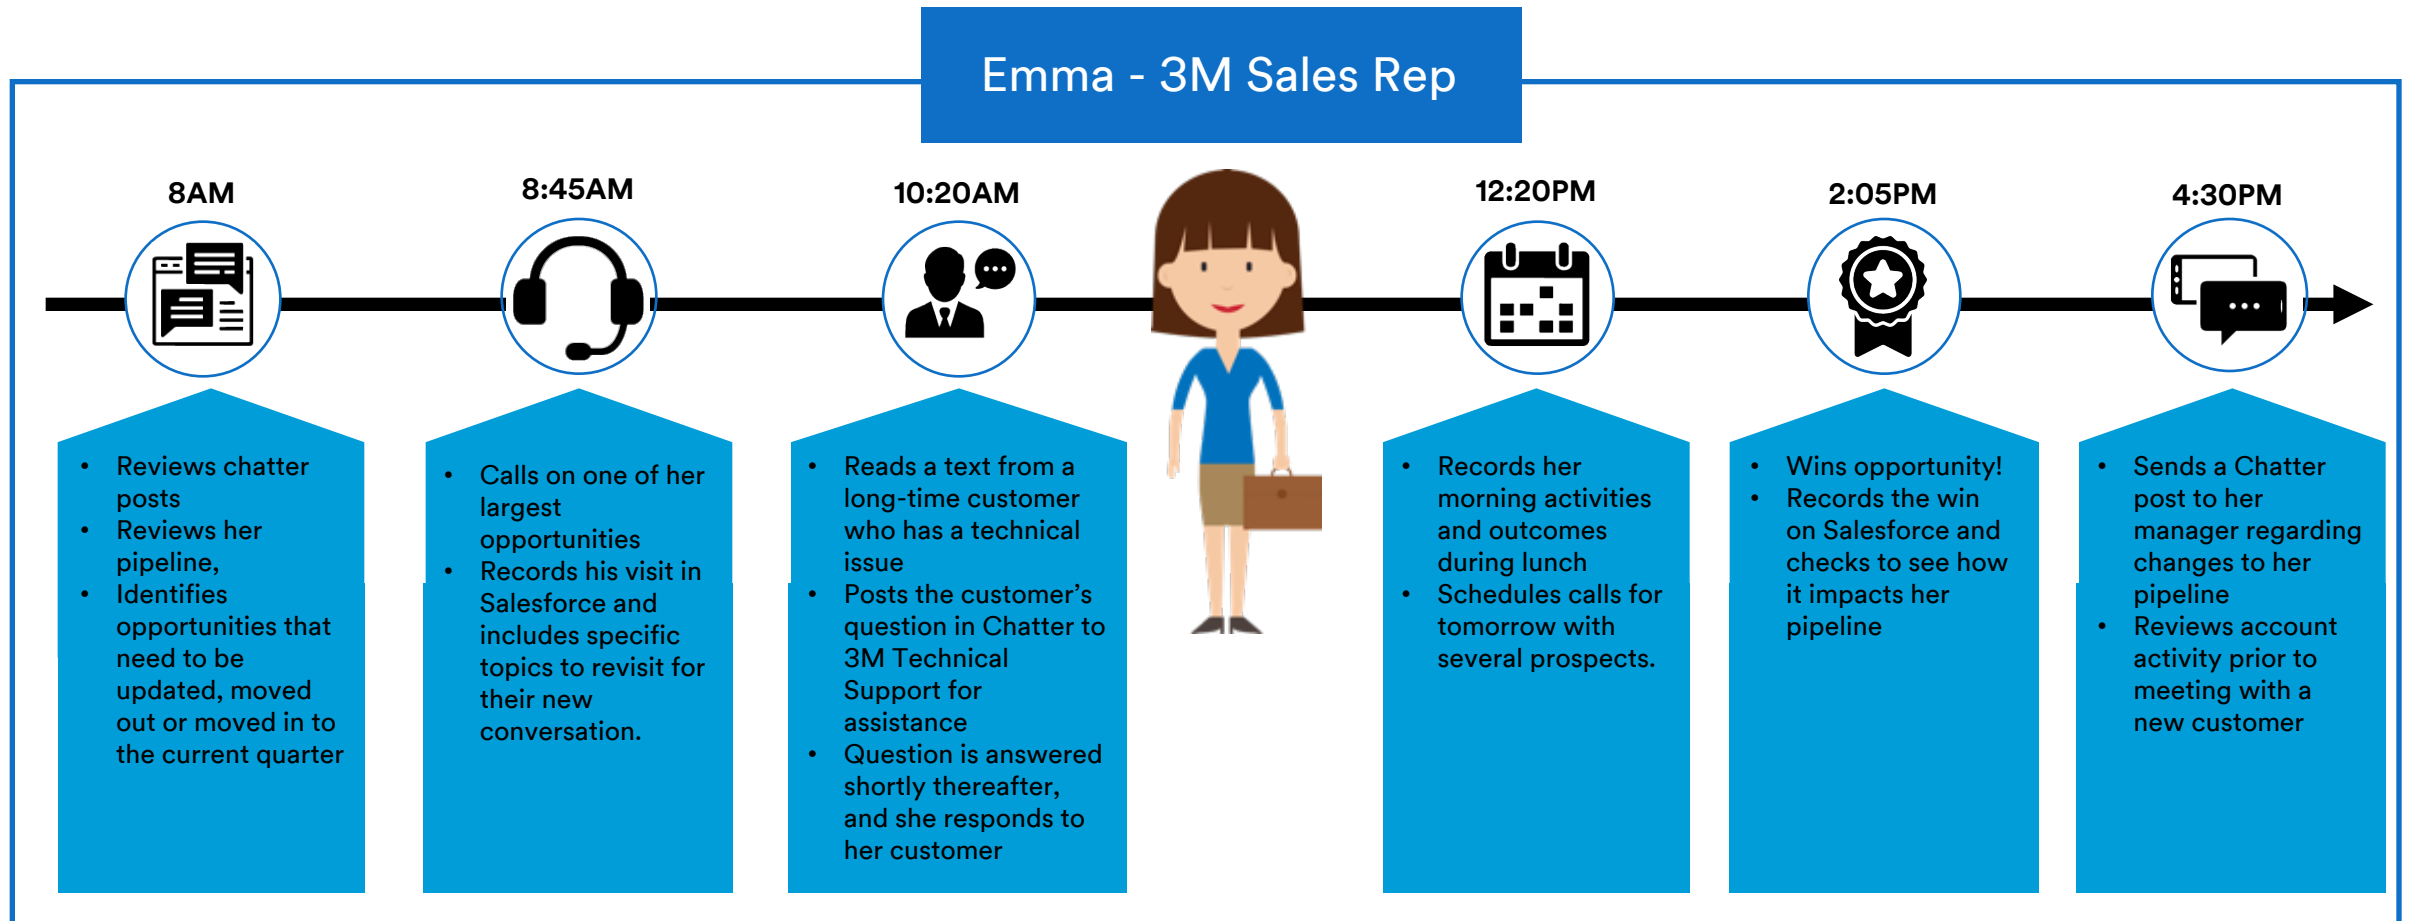 Emma - 3M Sales Rep
8AM
• Reviews chatter
posts
• Reviews her
pipeline,
• Identifies
opportunities that
need to be
updated, moved
out or moved in to
the current quarter
8:45AM
• Calls on one of her
largest
opportunities
• Records his visit in
Salesforce and
includes specific
topics to revisit for
their new
conversation.
10:20AM
• Reads a text from a
long-time customer
who has a technical
issue
• Posts the customer’s
question in Chatter to
3M Technical
Support for
assistance
• Question is answered
shortly thereafter,
and she responds to
her customer
12:20PM
• Records her
morning activities
and outcomes
during lunch
• Schedules calls for
tomorrow with
several prospects.
2:05PM
• Wins opportunity!
• Records the win
on Salesforce and
checks to see how
it impacts her
pipeline
4:30PM
• Sends a Chatter
post to her
manager regarding
changes to her
pipeline
• Reviews account
activity prior to
meeting with a
new customer